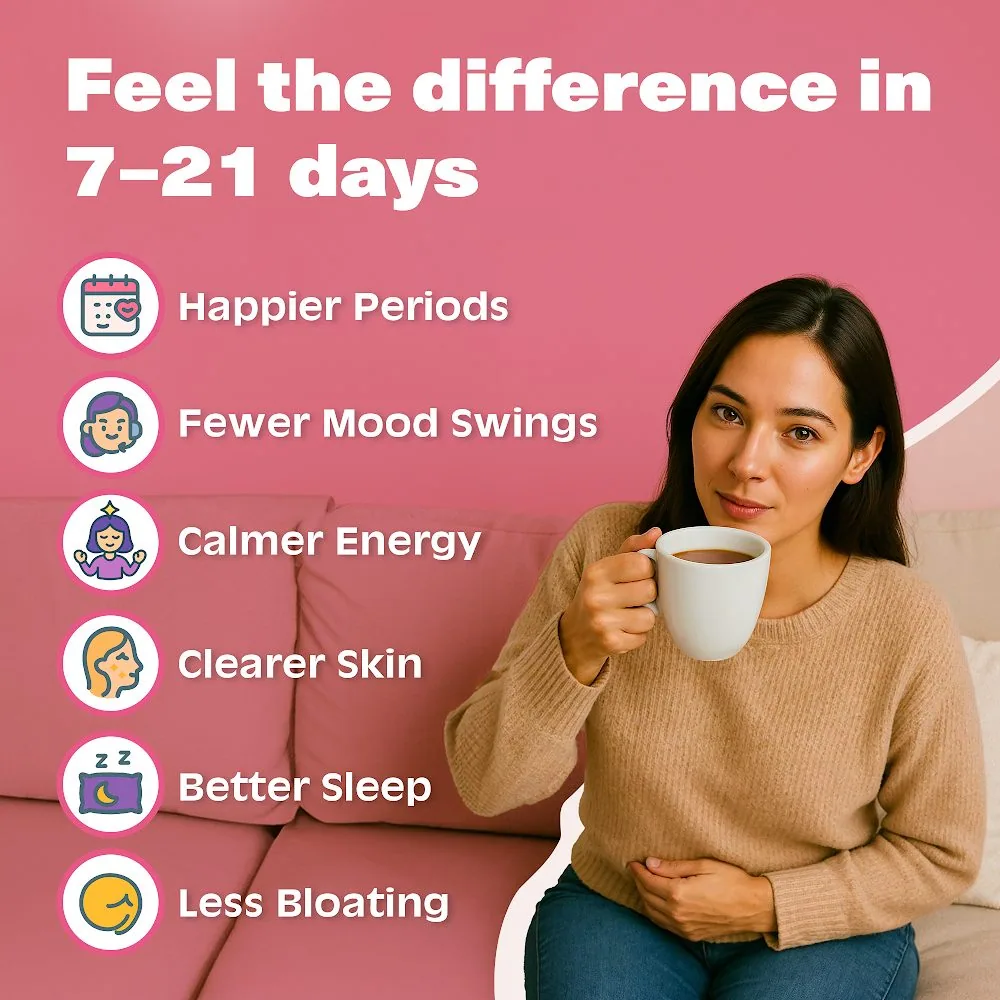 Feel the difference in
7–21 days
Happier Periods
Fewer Mood Swings
Calmer Energy
Clearer Skin
Z Z
Better Sleep
Less Bloating